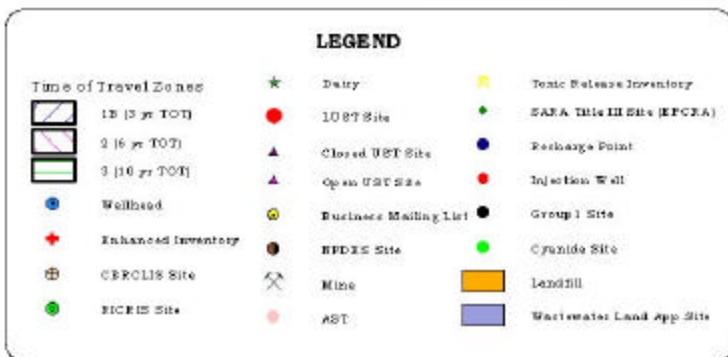 LEGEND
Time of Travel Zones
1B (3 yr TOT)
2 (6 yr TOT)
3 (10 yr TOT)
Wellhead
Enhanced Inventory
CERCLIS Site
RICRIS Site
Dairy
LUST Site
Closed UST Site
Open UST Site
Business Mailing List
NPDES Site
Mine
AST
Toxic Release Inventory
SARA Title III Site (EPCRA)
Recharge Point
Injection Well
Group 1 Site
Cyanide Site
Landfill
Wastewater Land App Site